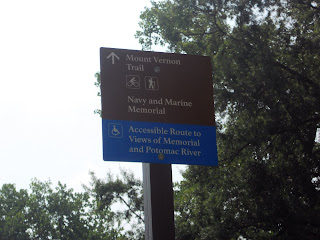 Mount Vernon
Trail
Navy and Marine
Memorial
Accessible Route to
Views of Memorial
and Potomac River